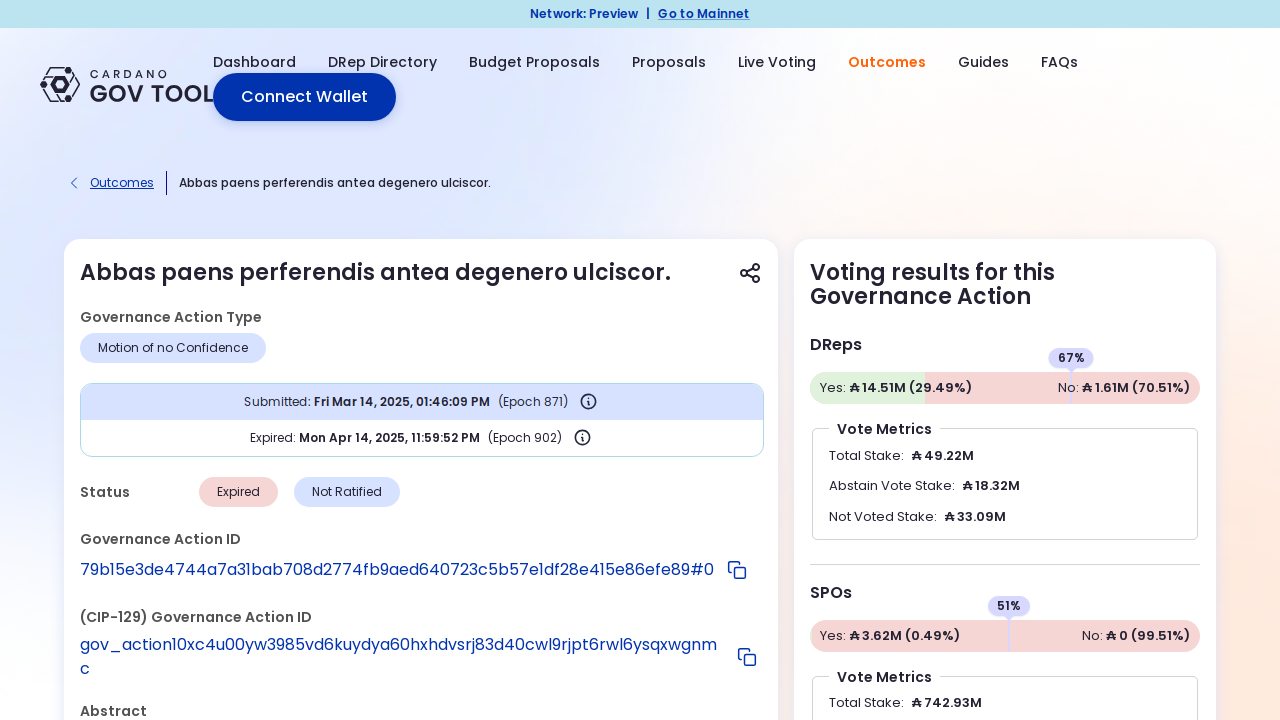 Network: Preview | Go to Mainnet
CARDANO
GOV TOOL
Dashboard DRep Directory Budget Proposals Proposals Live Voting Outcomes Guides FAQs
Connect Wallet
Outcomes | Abbas paens perferendis antea degenero ulciscor.
Abbas paens perferendis antea degenero ulciscor.
Governance Action Type
Motion of no Confidence
Submitted: Fri Mar 14, 2025, 01:46:09 PM (Epoch 871)
Expired: Mon Apr 14, 2025, 11:59:52 PM (Epoch 902)
Status Expired Not Ratified
Governance Action ID
79b15e3de4744a7a31bab708d2774fb9aed640723c5b57e1df28e415e86efe89#0
(CIP-129) Governance Action ID
gov_action10xc4u00yw3985vd6kuydya60hxhdvsrj83d40cwl9rjpt6rwl6ysqxwgnm
c
Abstract
Voting results for this
Governance Action
DReps
67%
Yes: ₳ 14.51M (29.49%) No: ₳ 1.61M (70.51%)
Vote Metrics
Total Stake: ₳ 49.22M
Abstain Vote Stake: ₳ 18.32M
Not Voted Stake: ₳ 33.09M
SPOs
51%
Yes: ₳ 3.62M (0.49%) No: ₳ 0 (99.51%)
Vote Metrics
Total Stake: ₳ 742.93M